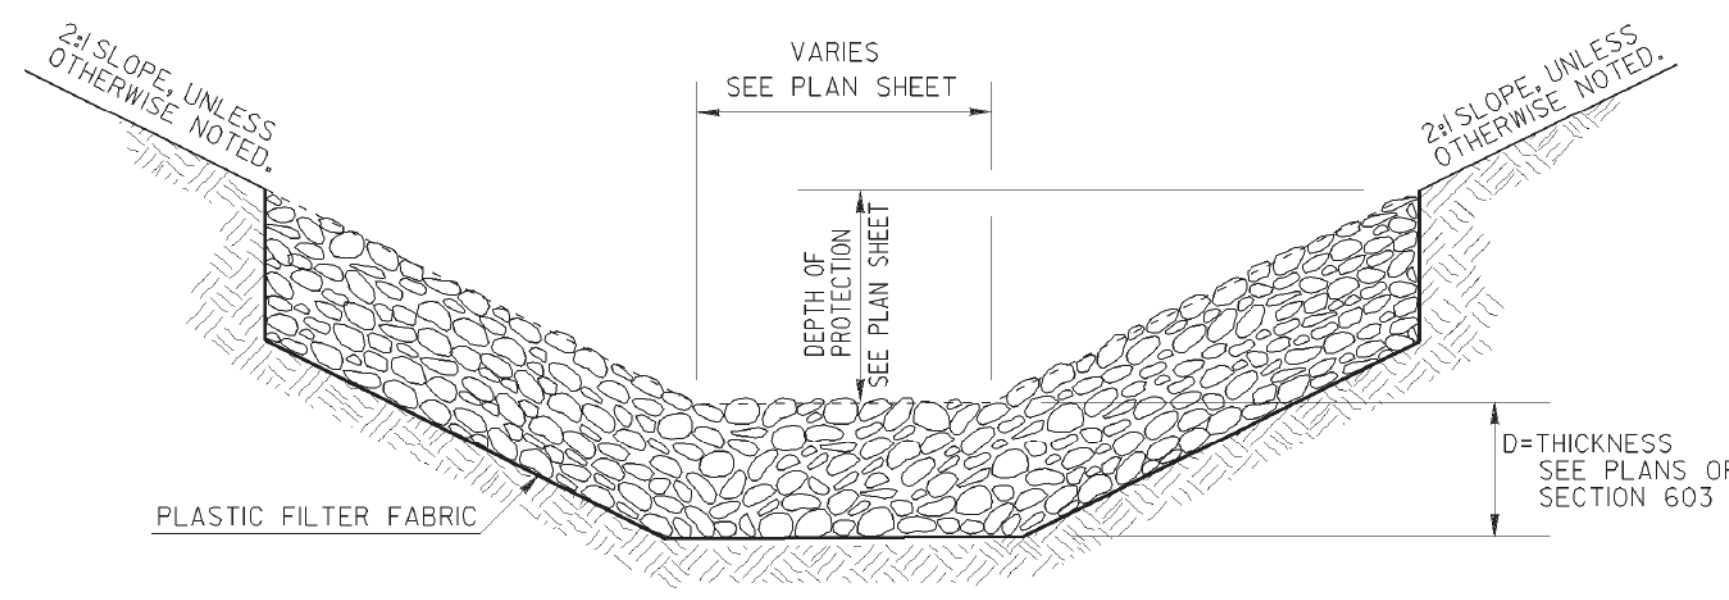 2:1 SLOPE, UNLESS
OTHERWISE NOTED.
VARIES
SEE PLAN SHEET
2:1 SLOPE, UNLESS
OTHERWISE NOTED.
DEPTH OF
PROTECTION
SEE PLAN SHEET
D=THICKNESS
SEE PLANS OR
SECTION 603
PLASTIC FILTER FABRIC